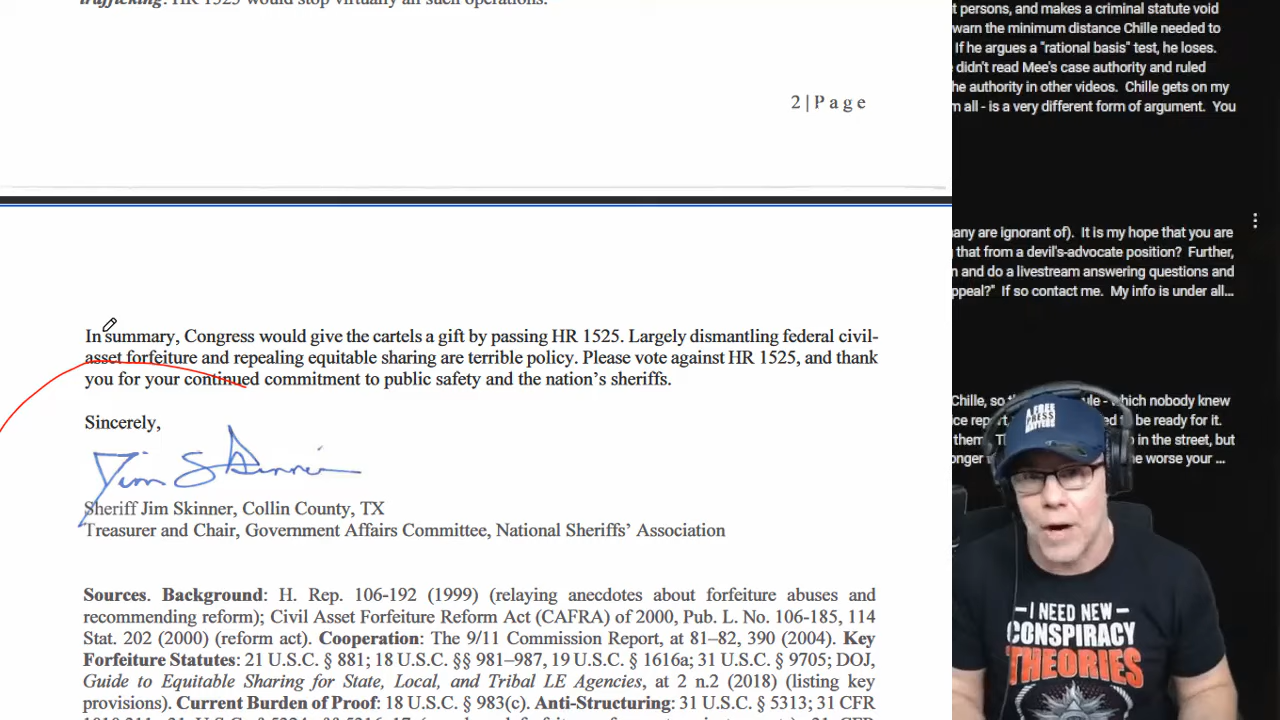 trafficking. HR 1525 would stop virtually all such operations.
2 | P a g e
In summary, Congress would give the cartels a gift by passing HR 1525. Largely dismantling federal civil-
asset forfeiture and repealing equitable sharing are terrible policy. Please vote against HR 1525, and thank
you for your continued commitment to public safety and the nation's sheriffs.
Sincerely,
Jim Skinner
Sheriff Jim Skinner, Collin County, TX
Treasurer and Chair, Government Affairs Committee, National Sheriffs' Association
Sources. Background: H. Rep. 106-192 (1999) (relaying anecdotes about forfeiture abuses and
recommending reform); Civil Asset Forfeiture Reform Act (CAFRA) of 2000, Pub. L. No. 106-185, 114
Stat. 202 (2000) (reform act). Cooperation: The 9/11 Commission Report, at 81–82, 390 (2004). Key
Forfeiture Statutes: 21 U.S.C. § 881; 18 U.S.C. §§ 981–987, 19 U.S.C. § 1616a; 31 U.S.C. § 9705; DOJ,
Guide to Equitable Sharing for State, Local, and Tribal LE Agencies, at 2 n.2 (2018) (listing key
provisions). Current Burden of Proof: 18 U.S.C. § 983(c). Anti-Structuring: 31 U.S.C. § 5313; 31 CFR
t persons, and makes a criminal statute void
warn the minimum distance Chille needed to
If he argues a "rational basis" test, he loses.
didn't read Mee's case authority and ruled
he authority in other videos. Chille gets on my
m all - is a very different form of argument. You
any are ignorant of). It is my hope that you are
that from a devil's-advocate position? Further,
n and do a livestream answering questions and
ppeal?" If so contact me. My info is under all...
Chille, so - which nobody knew
ice to be ready for it.
them. in the street, but
onger worse your ...
A FREE
PRESS
MATTERS
I NEED NEW
CONSPIRACY
THEORIES